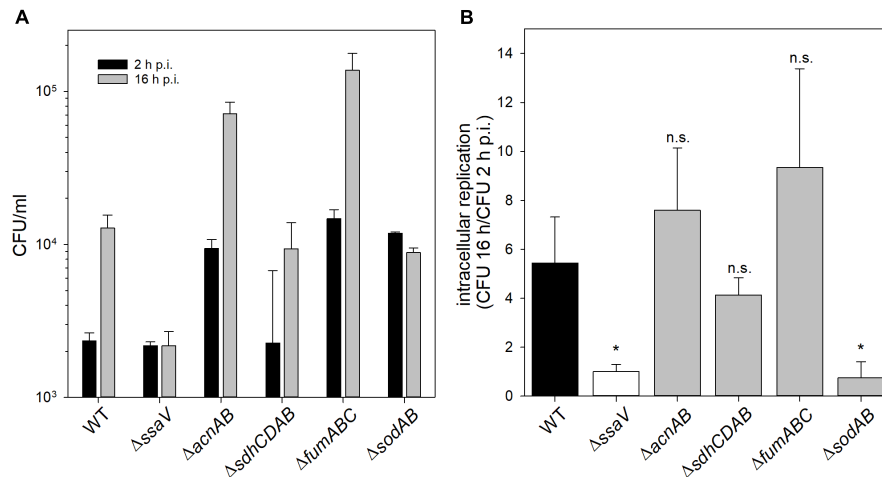 A
2 h p.i.
16 h p.i.
CFU/ml
10⁵
10⁴
10³
WT
ΔssaV
ΔacnAB
ΔsdhCDAB
ΔfumABC
ΔsodAB
B
intracellular replication
(CFU 16 h/CFU 2 h p.i.)
14
12
10
8
6
4
2
0
*
n.s.
n.s.
n.s.
*
WT
ΔssaV
ΔacnAB
ΔsdhCDAB
ΔfumABC
ΔsodAB